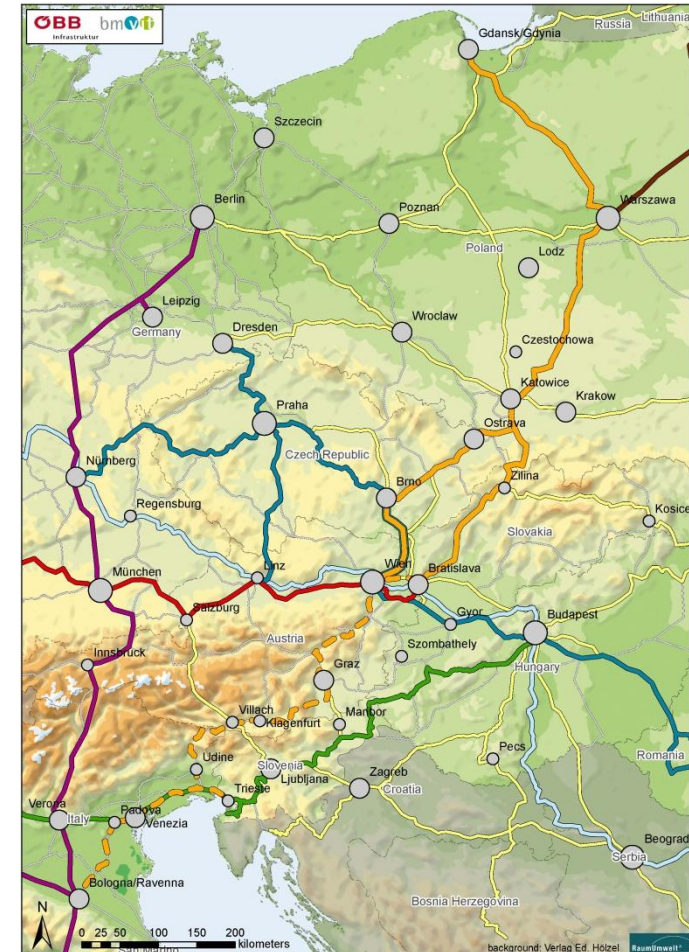 ÖBB
Infrastruktur
bmvit
Gdansk/Gdynia
Russia
Lithuania
Szczecin
Berlin
Poznan
Warszawa
Poland
Lodz
Leipzig
Germany
Dresden
Wroclaw
Czestochowa
Katowice
Krakow
Praha
Ostrava
Czech Republic
Nürnberg
Brno
Zilina
Regensburg
Kosice
Slovakia
Linz
Wien
München
Bratislava
Salzburg
Gyor
Budapest
Austria
Szombathely
Innsbruck
Graz
Hungary
Villach
Klagenfurt
Maribor
Udine
Pecs
Romania
Slovenia
Ljubljana
Zagreb
Croatia
Trieste
Verona
Italy
Padova
Venezia
Beograd
Serbia
Bologna/Ravenna
Bosnia Herzegovina
N
0 25 50 100 150 200
kilometers
San Marino
background: Verlag Ed. Hölzel
RaumUmwelt